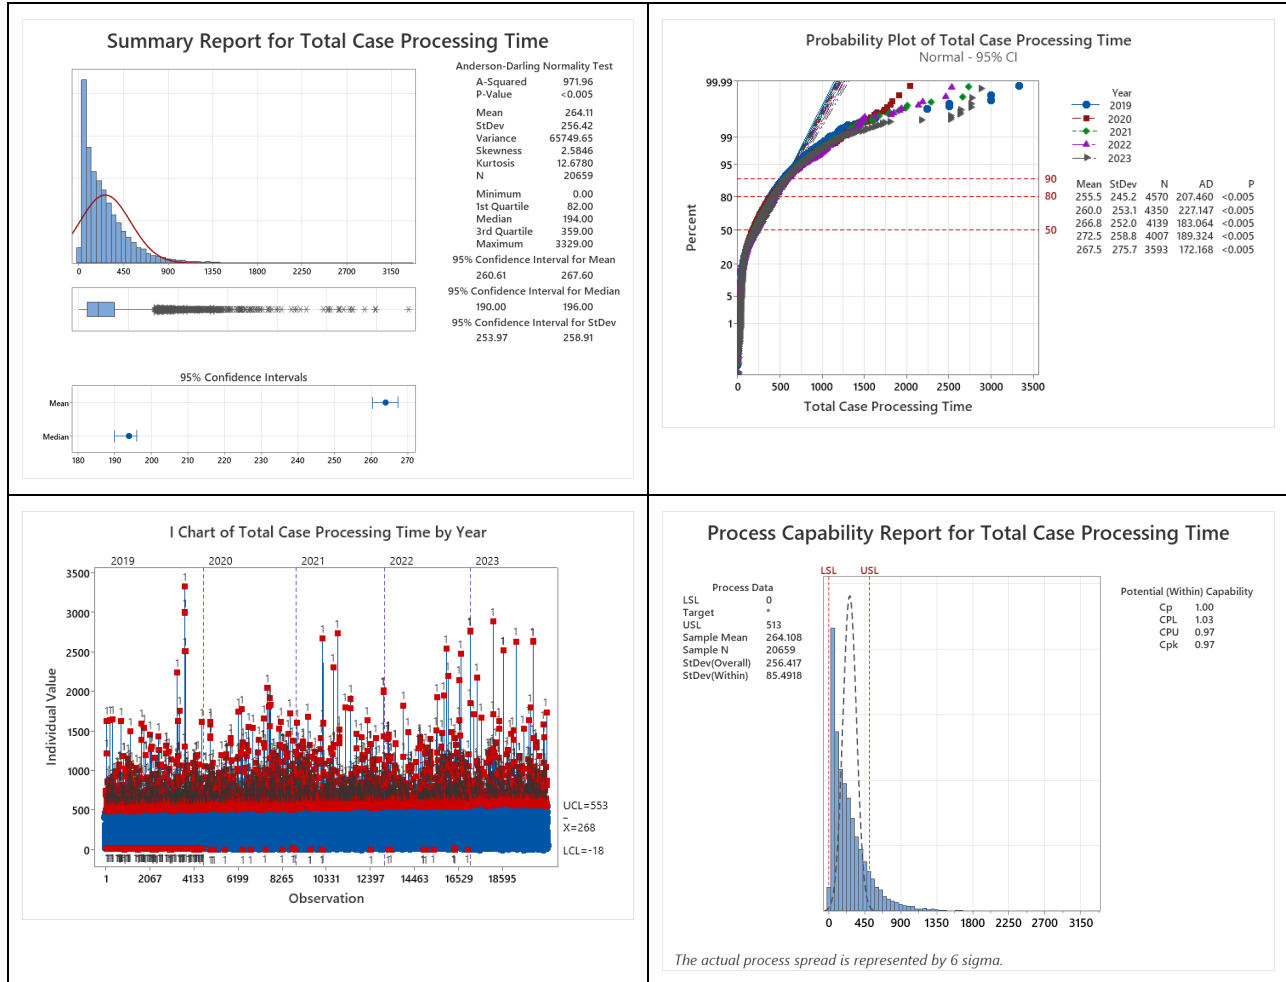 Summary Report for Total Case Processing Time
Anderson-Darling Normality Test
A-Squared 971.96
P-Value <0.005
Mean 264.11
StDev 256.42
Variance 65749.65
Skewness 2.5846
Kurtosis 12.6780
N 20659
Minimum 0.00
1st Quartile 82.00
Median 194.00
3rd Quartile 359.00
Maximum 3329.00
95% Confidence Interval for Mean
260.61 267.60
95% Confidence Interval for Median
190.00 196.00
95% Confidence Interval for StDev
253.97 258.91
0 450 900 1350 1800 2250 2700 3150
95% Confidence Intervals
Mean
Median
180 190 200 210 220 230 240 250 260 270
Probability Plot of Total Case Processing Time
Normal - 95% CI
99.99
99
95
80
50
20
5
1
Percent
90
80
50
0 500 1000 1500 2000 2500 3000 3500
Total Case Processing Time
Year
2019
2020
2021
2022
2023
Mean StDev N AD P
255.5 245.2 4570 207.460 <0.005
260.0 253.1 4350 227.147 <0.005
266.8 252.0 4139 183.064 <0.005
272.5 258.8 4007 189.324 <0.005
267.5 275.7 3593 172.168 <0.005
I Chart of Total Case Processing Time by Year
2019 2020 2021 2022 2023
3500
3000
2500
2000
1500
1000
500
0
Individual Value
UCL=553
X̄=268
LCL=-18
1 2067 4133 6199 8265 10331 12397 14463 16529 18595
Observation
Process Capability Report for Total Case Processing Time
LSL USL
Process Data
LSL 0
Target *
USL 513
Sample Mean 264.108
Sample N 20659
StDev(Overall) 256.417
StDev(Within) 85.4918
Potential (Within) Capability
Cp 1.00
CPL 1.03
CPU 0.97
Cpk 0.97
0 450 900 1350 1800 2250 2700 3150
The actual process spread is represented by 6 sigma.